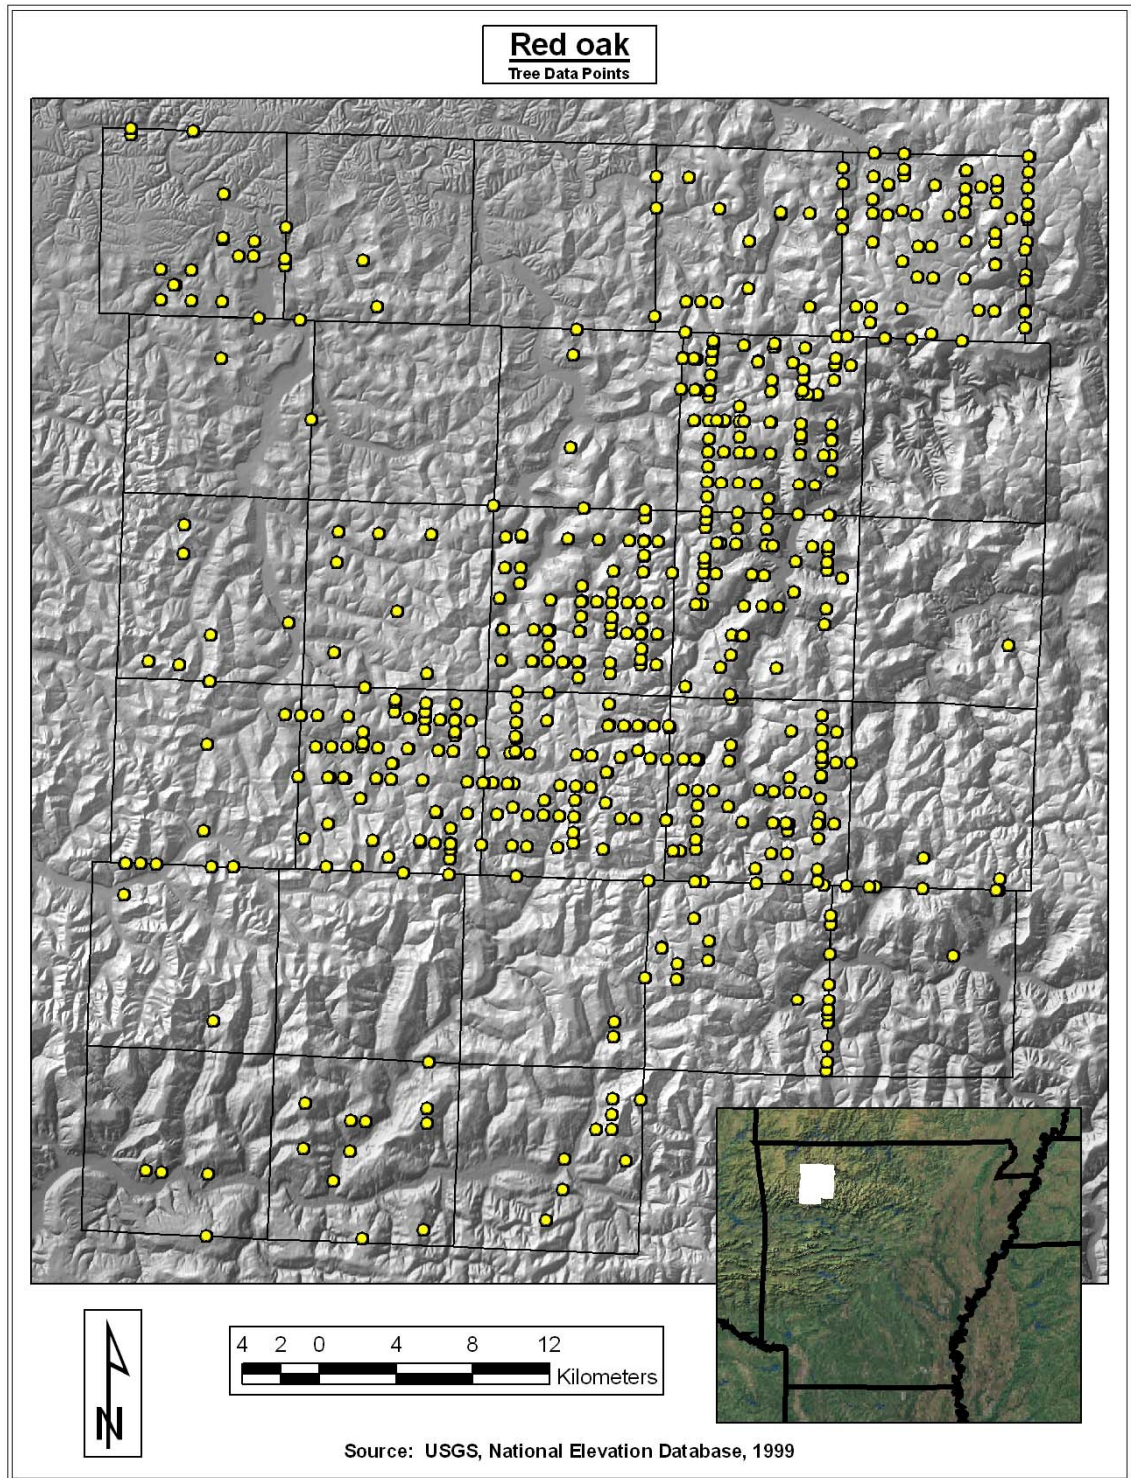 Red oak
Tree Data Points
4 2 0 4 8 12
Kilometers
N
Source: USGS, National Elevation Database, 1999